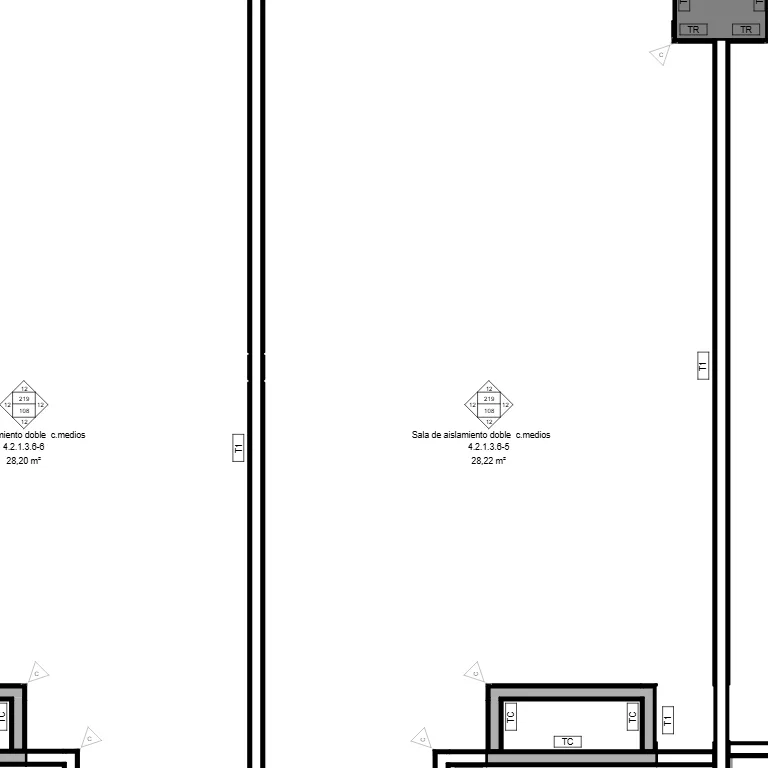 T
T
TR
TR
C
T1
12
219
12
12
108
12
miento doble c.medios
4.2.1.3.6-6
28,20 m²
T1
12
219
12
12
108
12
Sala de aislamiento doble c.medios
4.2.1.3.6-5
28,22 m²
C
C
TC
TC
TC
T1
TC
C
C